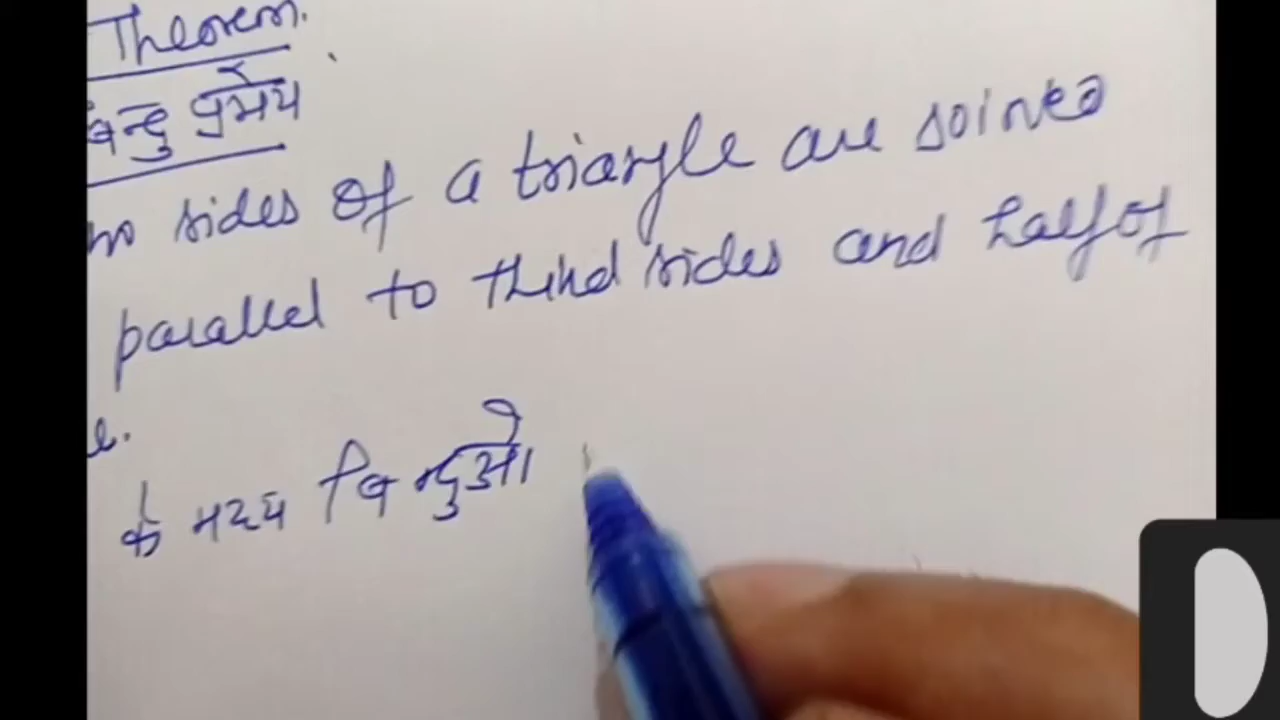 Theorem.
बिन्दु प्रमेय
sides of a triangle are joined
parallel to third sides and half of
के मध्य बिन्दुओं